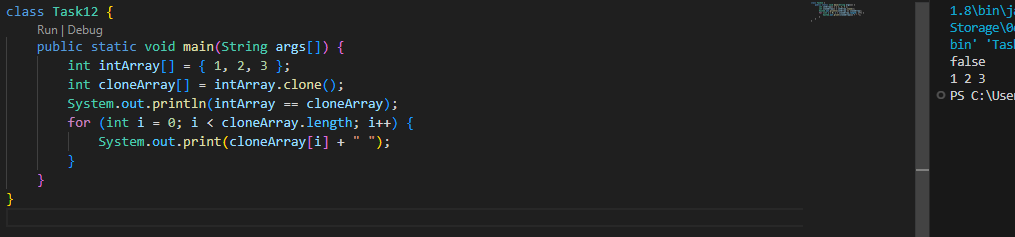 class Task12 {
Run | Debug
public static void main(String args[]) {
int intArray[] = { 1, 2, 3 };
int cloneArray[] = intArray.clone();
System.out.println(intArray == cloneArray);
for (int i = 0; i < cloneArray.length; i++) {
System.out.print(cloneArray[i] + " ");
}
}
}
1.8\bin\ja
Storage\0
bin' 'Tas
false
1 2 3
PS C:\User